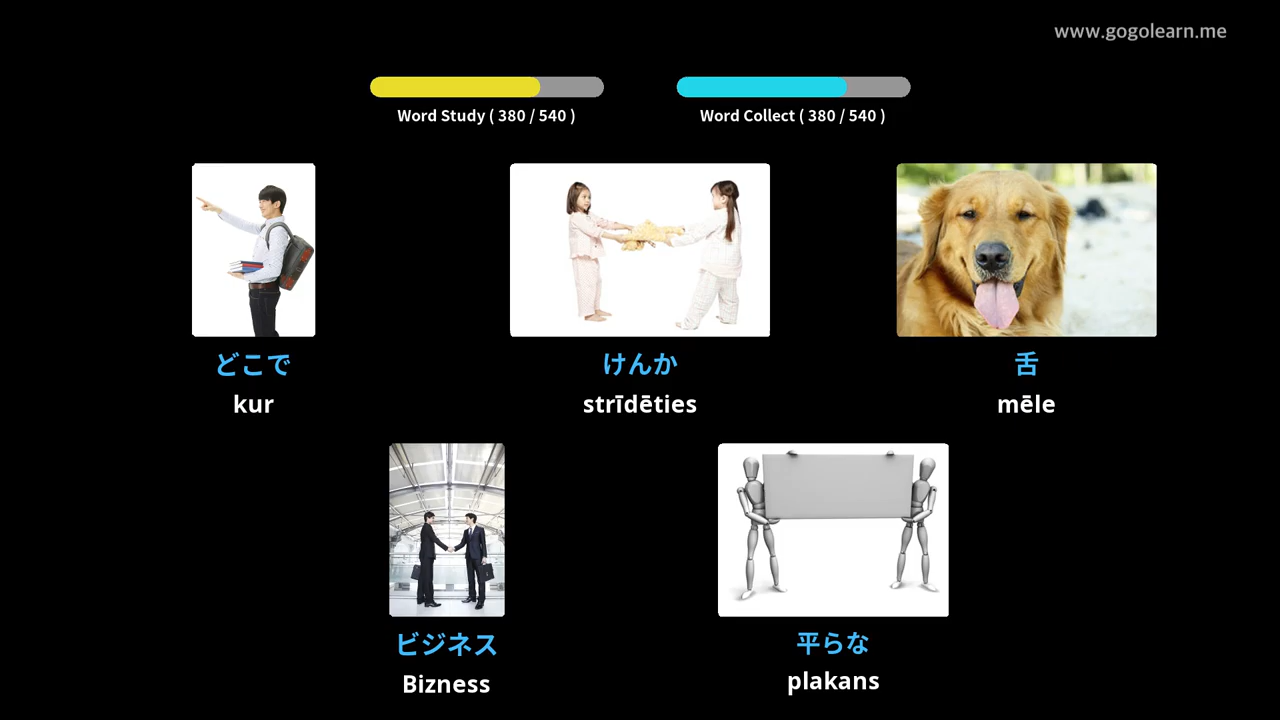 www.gogolearn.me
Word Study ( 380 / 540 )
Word Collect ( 380 / 540 )
どこで
kur
けんか
strīdēties
舌
mēle
ビジネス
Bizness
平らな
plakans